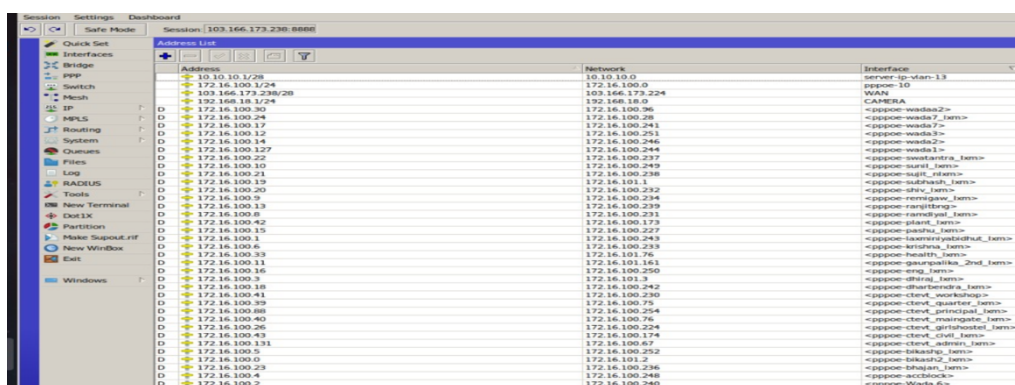 Session Settings Dashboard
Safe Mode Session: 103.166.173.238:8888
Quick Set
Interfaces
Bridge
PPP
Switch
Mesh
IP
MPLS
Routing
System
Queues
Files
Log
RADIUS
Tools
New Terminal
Dot1X
Partition
Make Supout.rif
New WinBox
Exit
Windows
Address List
Address Network Interface
10.10.10.1/28 10.10.10.0 server-ip-vlan-13
172.16.100.1/24 172.16.100.0 pppoe-10
103.166.173.238/28 103.166.173.224 WAN
192.168.18.1/24 192.168.18.0 CAMERA
D 172.16.100.30 172.16.100.96 <pppoe-wadaa2>
D 172.16.100.24 172.16.100.28 <pppoe-wada7_lxm>
D 172.16.100.17 172.16.100.241 <pppoe-wada7>
D 172.16.100.12 172.16.100.251 <pppoe-wada3>
D 172.16.100.14 172.16.100.246 <pppoe-wada2>
D 172.16.100.127 172.16.100.244 <pppoe-wada1>
D 172.16.100.22 172.16.100.237 <pppoe-swatantra_lxm>
D 172.16.100.10 172.16.100.249 <pppoe-sunil_lxm>
D 172.16.100.21 172.16.100.238 <pppoe-sujit_nlxm>
D 172.16.100.19 172.16.101.1 <pppoe-subhash_lxm>
D 172.16.100.20 172.16.100.232 <pppoe-shiv_lxm>
D 172.16.100.9 172.16.100.234 <pppoe-remigaw_lxm>
D 172.16.100.13 172.16.100.239 <pppoe-ranjitbng>
D 172.16.100.8 172.16.100.231 <pppoe-ramdiyal_lxm>
D 172.16.100.42 172.16.100.173 <pppoe-plant_lxm>
D 172.16.100.15 172.16.100.227 <pppoe-pashu_lxm>
D 172.16.100.1 172.16.100.243 <pppoe-laxminiyabidhut_lxm>
D 172.16.100.6 172.16.100.233 <pppoe-krishna_lxm>
D 172.16.100.33 172.16.101.76 <pppoe-health_lxm>
D 172.16.100.11 172.16.101.161 <pppoe-gaunpalika_2nd_lxm>
D 172.16.100.16 172.16.100.250 <pppoe-eng_lxm>
D 172.16.100.3 172.16.101.3 <pppoe-dhiraj_lxm>
D 172.16.100.18 172.16.100.242 <pppoe-dharbendra_lxm>
D 172.16.100.41 172.16.100.230 <pppoe-ctevt_workshop>
D 172.16.100.39 172.16.100.75 <pppoe-ctevt_quarter_lxm>
D 172.16.100.88 172.16.100.254 <pppoe-ctevt_principal_lxm>
D 172.16.100.40 172.16.100.76 <pppoe-ctevt_maingate_lxm>
D 172.16.100.26 172.16.100.224 <pppoe-ctevt_girlshostel_lxm>
D 172.16.100.43 172.16.100.174 <pppoe-ctevt_civil_lxm>
D 172.16.100.131 172.16.100.67 <pppoe-ctevt_admin_lxm>
D 172.16.100.5 172.16.100.252 <pppoe-bikashp_lxm>
D 172.16.100.0 172.16.101.2 <pppoe-bikash2_lxm>
D 172.16.100.23 172.16.100.236 <pppoe-bhajan_lxm>
D 172.16.100.4 172.16.100.248 <pppoe-accblock>
D 172.16.100.2 172.16.100.240 <pppoe-Wada 6>